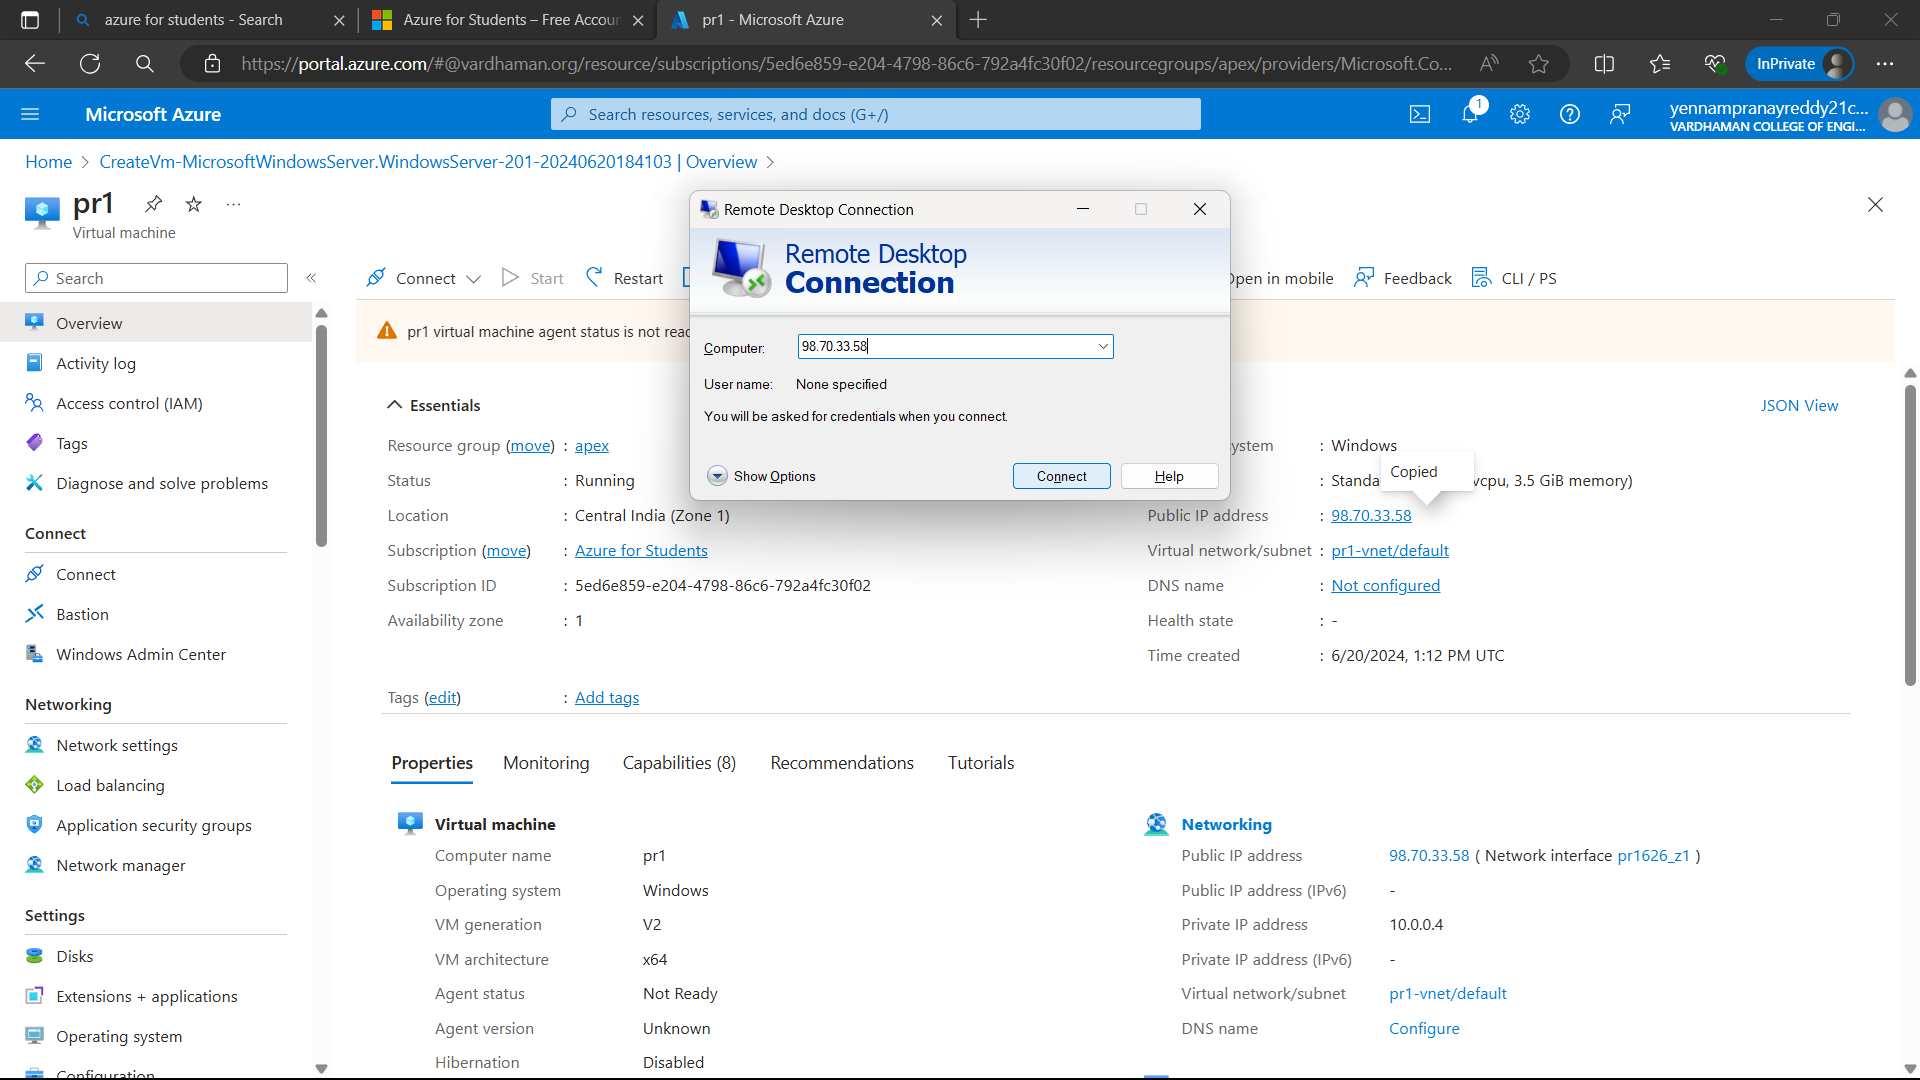 azure for students - Search
Azure for Students – Free Accoun
pr1 - Microsoft Azure
https://portal.azure.com/#@vardhaman.org/resource/subscriptions/5ed6e859-e204-4798-86c6-792a4fc30f02/resourcegroups/apex/providers/Microsoft.Co...
InPrivate
Microsoft Azure
Search resources, services, and docs (G+/)
1
yennampranayreddy21c...
VARDHAMAN COLLEGE OF ENGI...
Home > CreateVm-MicrosoftWindowsServer.WindowsServer-201-20240620184103 | Overview >
pr1
Virtual machine
Search
Connect
Start
Restart
Open in mobile
Feedback
CLI / PS
pr1 virtual machine agent status is not rea
Remote Desktop Connection
Remote Desktop
Connection
Computer: 98.70.33.58
User name: None specified
You will be asked for credentials when you connect.
Show Options
Connect
Help
Overview
Activity log
Access control (IAM)
Tags
Diagnose and solve problems
Connect
Connect
Bastion
Windows Admin Center
Networking
Network settings
Load balancing
Application security groups
Network manager
Settings
Disks
Extensions + applications
Operating system
Configuration
Essentials
JSON View
Resource group (move) : apex
Status : Running
Location : Central India (Zone 1)
Subscription (move) : Azure for Students
Subscription ID : 5ed6e859-e204-4798-86c6-792a4fc30f02
Availability zone : 1
ystem : Windows
Copied
: Standa vcpu, 3.5 GiB memory)
Public IP address : 98.70.33.58
Virtual network/subnet : pr1-vnet/default
DNS name : Not configured
Health state : -
Time created : 6/20/2024, 1:12 PM UTC
Tags (edit) : Add tags
Properties
Monitoring
Capabilities (8)
Recommendations
Tutorials
Virtual machine
Computer name pr1
Operating system Windows
VM generation V2
VM architecture x64
Agent status Not Ready
Agent version Unknown
Hibernation Disabled
Networking
Public IP address 98.70.33.58 ( Network interface pr1626_z1 )
Public IP address (IPv6) -
Private IP address 10.0.0.4
Private IP address (IPv6) -
Virtual network/subnet pr1-vnet/default
DNS name Configure